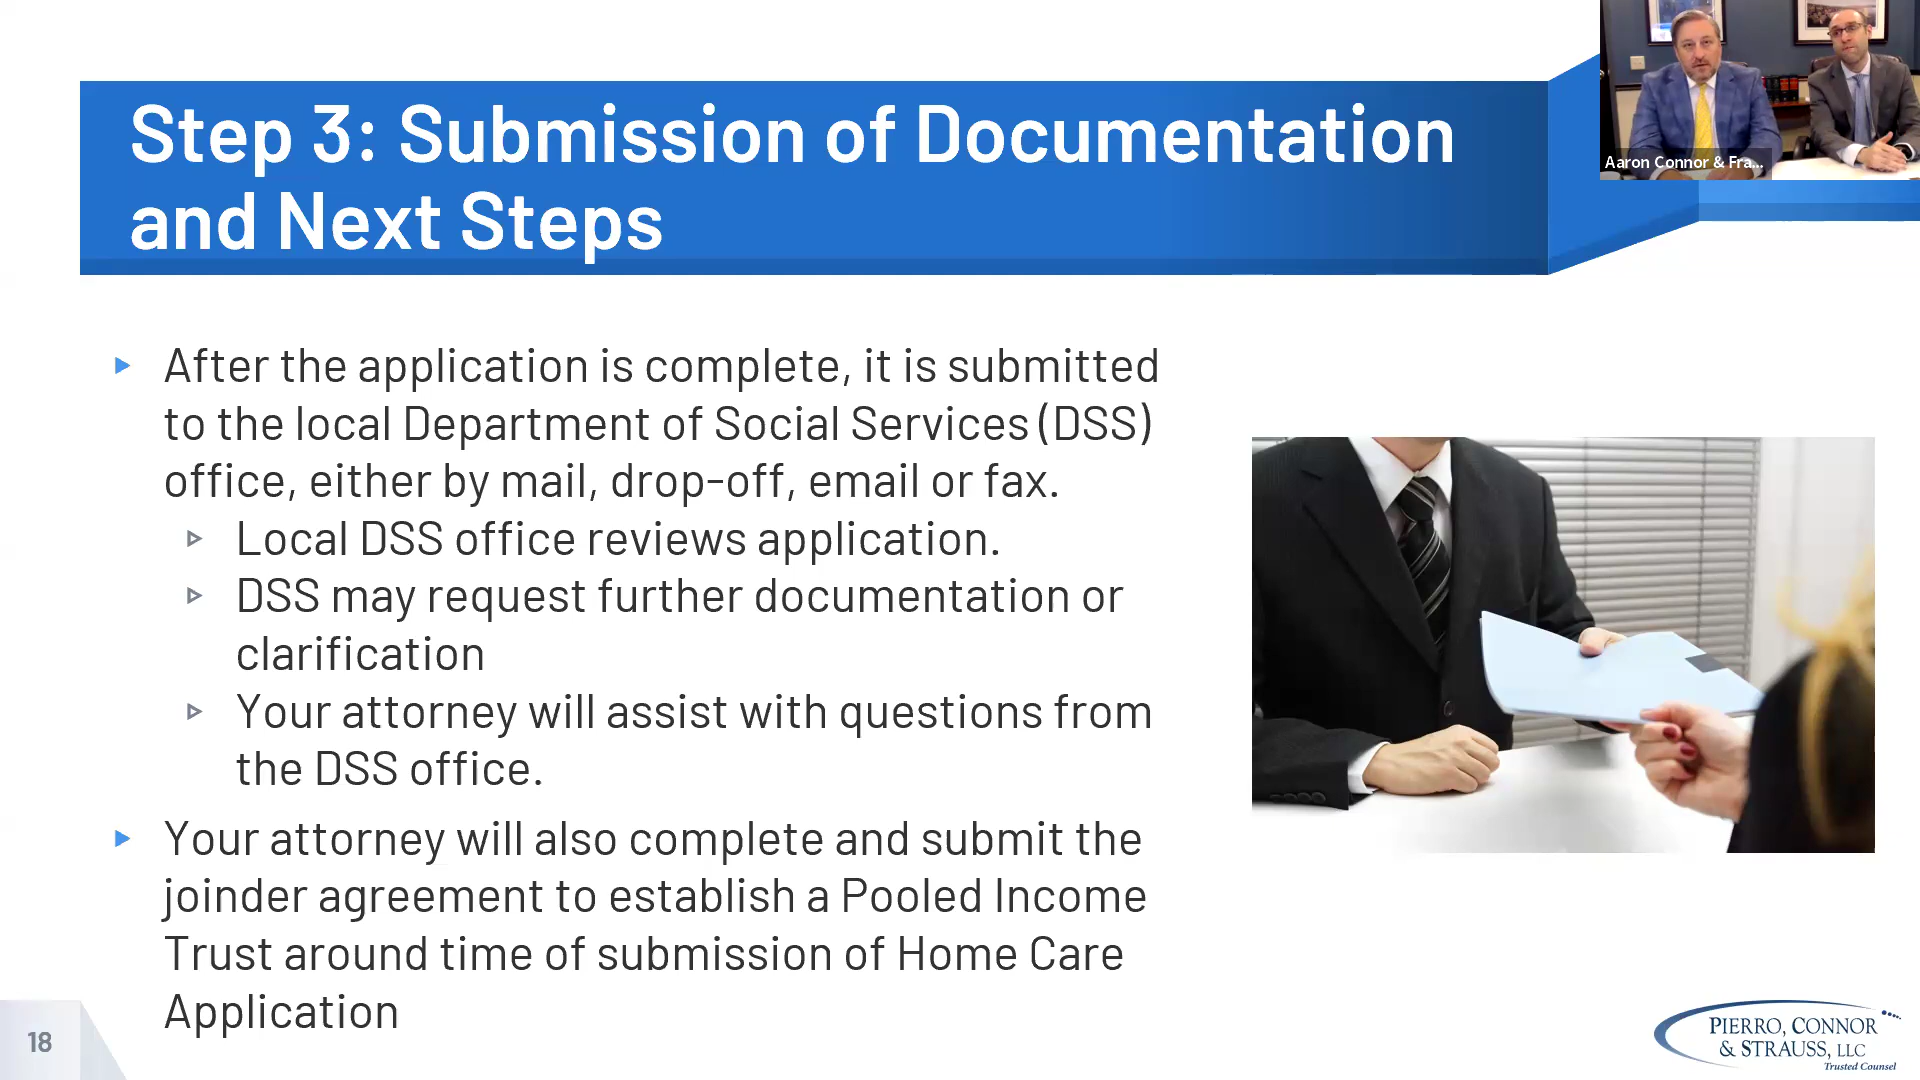 Step 3: Submission of Documentation
and Next Steps
Aaron Connor & Fra...
After the application is complete, it is submitted
to the local Department of Social Services (DSS)
office, either by mail, drop-off, email or fax.
Local DSS office reviews application.
DSS may request further documentation or
clarification
Your attorney will assist with questions from
the DSS office.
Your attorney will also complete and submit the
joinder agreement to establish a Pooled Income
Trust around time of submission of Home Care
Application
18
PIERRO, CONNOR
& STRAUSS, LLC
Trusted Counsel